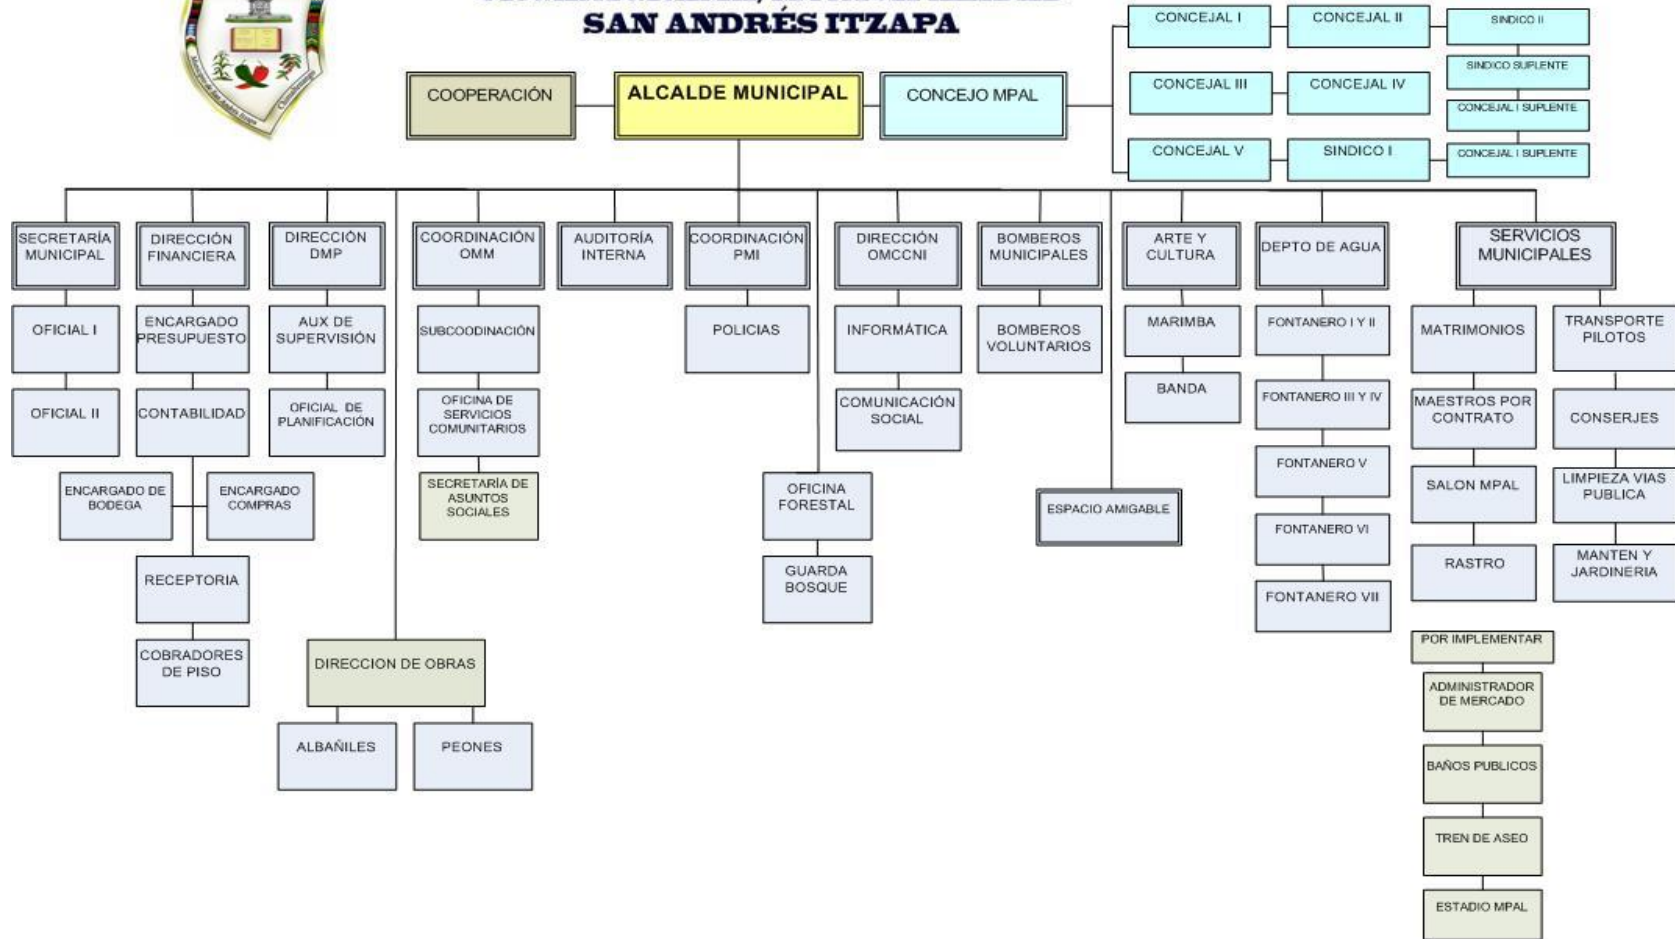 SAN ANDRÉS ITZAPA
COOPERACIÓN
ALCALDE MUNICIPAL
CONCEJO MPAL
CONCEJAL I
CONCEJAL II
SINDICO II
SINDICO SUPLENTE
CONCEJAL III
CONCEJAL IV
CONCEJAL I SUPLENTE
CONCEJAL V
SINDICO I
CONCEJAL I SUPLENTE
SECRETARÍA
MUNICIPAL
OFICIAL I
OFICIAL II
DIRECCIÓN
FINANCIERA
ENCARGADO
PRESUPUESTO
CONTABILIDAD
ENCARGADO DE
BODEGA
ENCARGADO
COMPRAS
RECEPTORIA
COBRADORES
DE PISO
DIRECCIÓN
DMP
AUX DE
SUPERVISIÓN
OFICIAL DE
PLANIFICACIÓN
DIRECCION DE OBRAS
ALBAÑILES
PEONES
COORDINACIÓN
OMM
SUBCOODINACIÓN
OFICINA DE
SERVICIOS
COMUNITARIOS
SECRETARÍA DE
ASUNTOS
SOCIALES
AUDITORÍA
INTERNA
COORDINACIÓN
PMI
POLICIAS
OFICINA
FORESTAL
GUARDA
BOSQUE
DIRECCIÓN
OMCCNI
INFORMÁTICA
COMUNICACIÓN
SOCIAL
BOMBEROS
MUNICIPALES
BOMBEROS
VOLUNTARIOS
ESPACIO AMIGABLE
ARTE Y
CULTURA
MARIMBA
BANDA
DEPTO DE AGUA
FONTANERO I Y II
FONTANERO III Y IV
FONTANERO V
FONTANERO VI
FONTANERO VII
SERVICIOS
MUNICIPALES
MATRIMONIOS
MAESTROS POR
CONTRATO
SALON MPAL
RASTRO
TRANSPORTE
PILOTOS
CONSERJES
LIMPIEZA VIAS
PUBLICA
MANTEN Y
JARDINERIA
POR IMPLEMENTAR
ADMINISTRADOR
DE MERCADO
BAÑOS PUBLICOS
TREN DE ASEO
ESTADIO MPAL